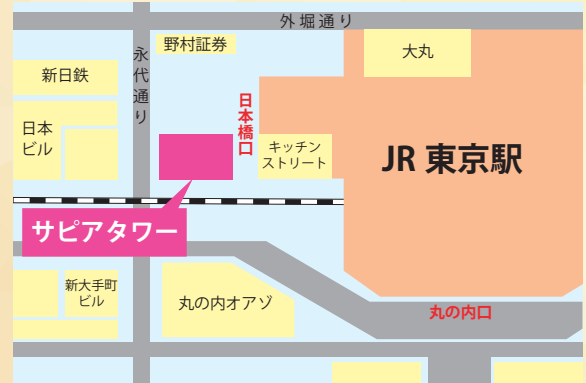 外堀通り
野村証券
大丸
新日鉄
永代通り
日本
ビル
日本橋口
キッチン
ストリート
JR 東京駅
サピアタワー
新大手町
ビル
丸の内オアゾ
丸の内口